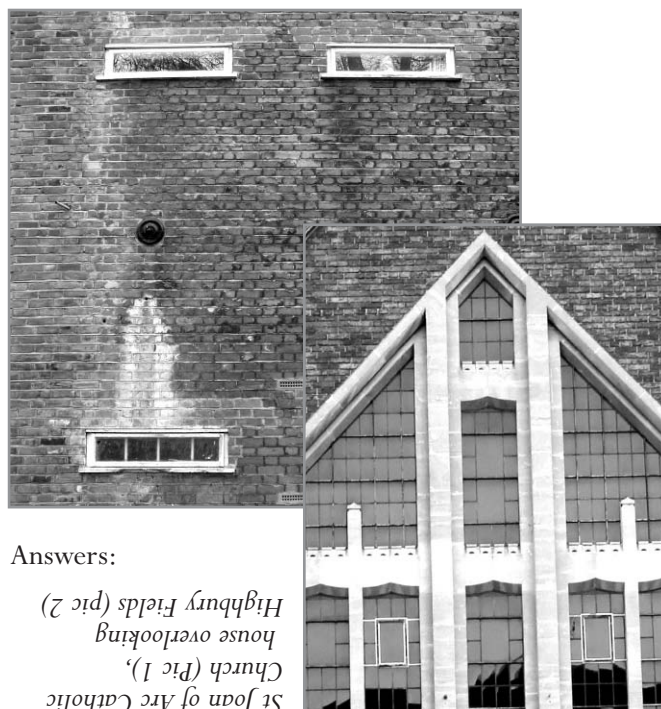 Answers:
St Joan of Arc Catholic
Church (Pic 1),
house overlooking
Highbury Fields (pic 2)